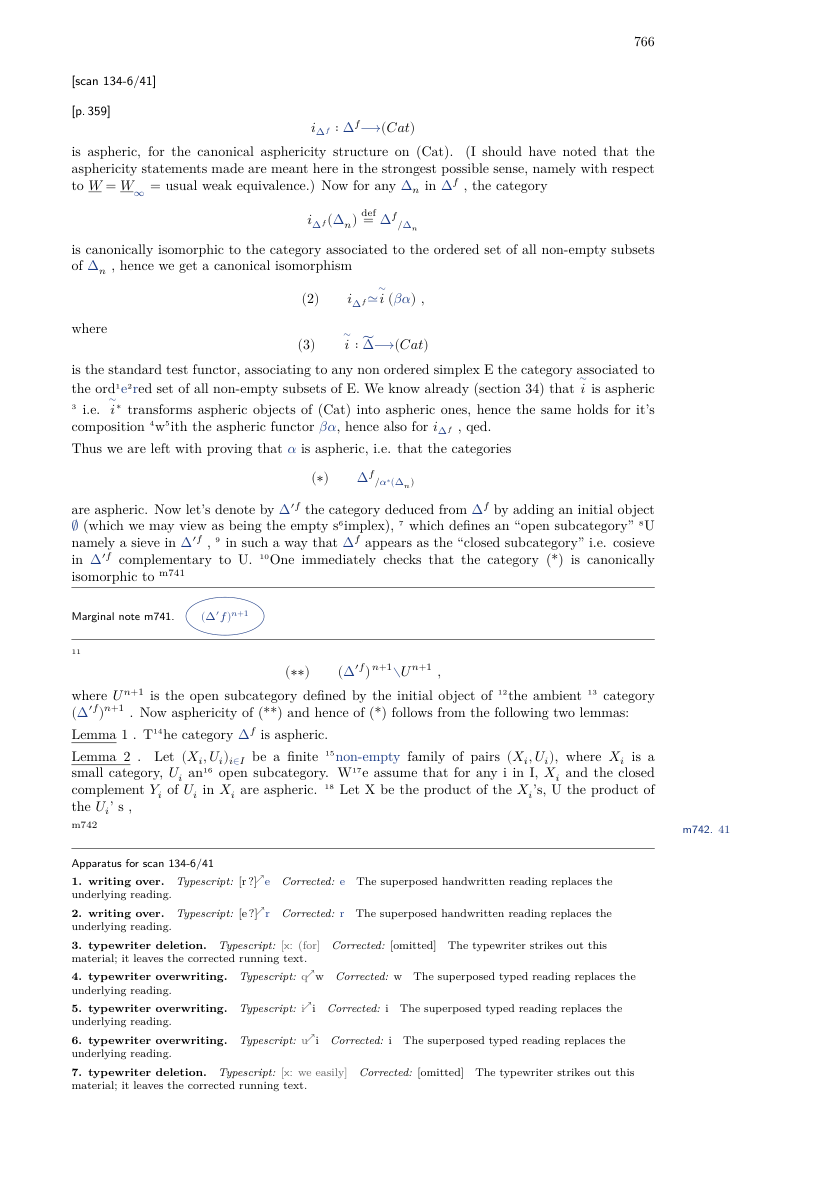 766
[scan 134-6/41]
[p. 359]
i_{Δ^f} : Δ^f ⟶ (Cat)
is aspheric, for the canonical asphericity structure on (Cat). (I should have noted that the
asphericity statements made are meant here in the strongest possible sense, namely with respect
to W = W_∞ = usual weak equivalence.) Now for any Δ_n in Δ^f , the category
i_{Δ^f}(Δ_n) ≝ Δ^f_{/Δ_n}
is canonically isomorphic to the category associated to the ordered set of all non-empty subsets
of Δ_n , hence we get a canonical isomorphism
(2) i_{Δ^f} ≃ ĩ (βα) ,
where
(3) ĩ : Δ̃ ⟶ (Cat)
is the standard test functor, associating to any non ordered simplex E the category associated to
the ord¹e²red set of all non-empty subsets of E. We know already (section 34) that ĩ is aspheric
³ i.e. ĩ* transforms aspheric objects of (Cat) into aspheric ones, hence the same holds for it's
composition ⁴w⁵ith the aspheric functor βα, hence also for i_{Δ^f} , qed.
Thus we are left with proving that α is aspheric, i.e. that the categories
(∗) Δ^f_{/α*(Δ_n)}
are aspheric. Now let's denote by Δ′^f the category deduced from Δ^f by adding an initial object
∅ (which we may view as being the empty s⁶implex), ⁷ which defines an “open subcategory” ⁸U
namely a sieve in Δ′^f , ⁹ in such a way that Δ^f appears as the “closed subcategory” i.e. cosieve
in Δ′^f complementary to U. ¹⁰One immediately checks that the category (*) is canonically
isomorphic to ᵐ⁷⁴¹
Marginal note m741. (Δ′f)^{n+1}
¹¹
(∗∗) (Δ′^f)^{n+1}\U^{n+1} ,
where U^{n+1} is the open subcategory defined by the initial object of ¹²the ambient ¹³ category
(Δ′^f)^{n+1} . Now asphericity of (**) and hence of (*) follows from the following two lemmas:
Lemma 1 . T¹⁴he category Δ^f is aspheric.
Lemma 2 . Let (X_i, U_i)_{i∈I} be a finite ¹⁵non-empty family of pairs (X_i, U_i), where X_i is a
small category, U_i an¹⁶ open subcategory. W¹⁷e assume that for any i in I, X_i and the closed
complement Y_i of U_i in X_i are aspheric. ¹⁸ Let X be the product of the X_i's, U the product of
the U_i' s ,
m742
m742. 41
Apparatus for scan 134-6/41
1. writing over. Typescript: [r ?]↗e Corrected: e The superposed handwritten reading replaces the
underlying reading.
2. writing over. Typescript: [e ?]↗r Corrected: r The superposed handwritten reading replaces the
underlying reading.
3. typewriter deletion. Typescript: [x: (for] Corrected: [omitted] The typewriter strikes out this
material; it leaves the corrected running text.
4. typewriter overwriting. Typescript: q↗w Corrected: w The superposed typed reading replaces the
underlying reading.
5. typewriter overwriting. Typescript: i↗i Corrected: i The superposed typed reading replaces the
underlying reading.
6. typewriter overwriting. Typescript: u↗i Corrected: i The superposed typed reading replaces the
underlying reading.
7. typewriter deletion. Typescript: [x: we easily] Corrected: [omitted] The typewriter strikes out this
material; it leaves the corrected running text.